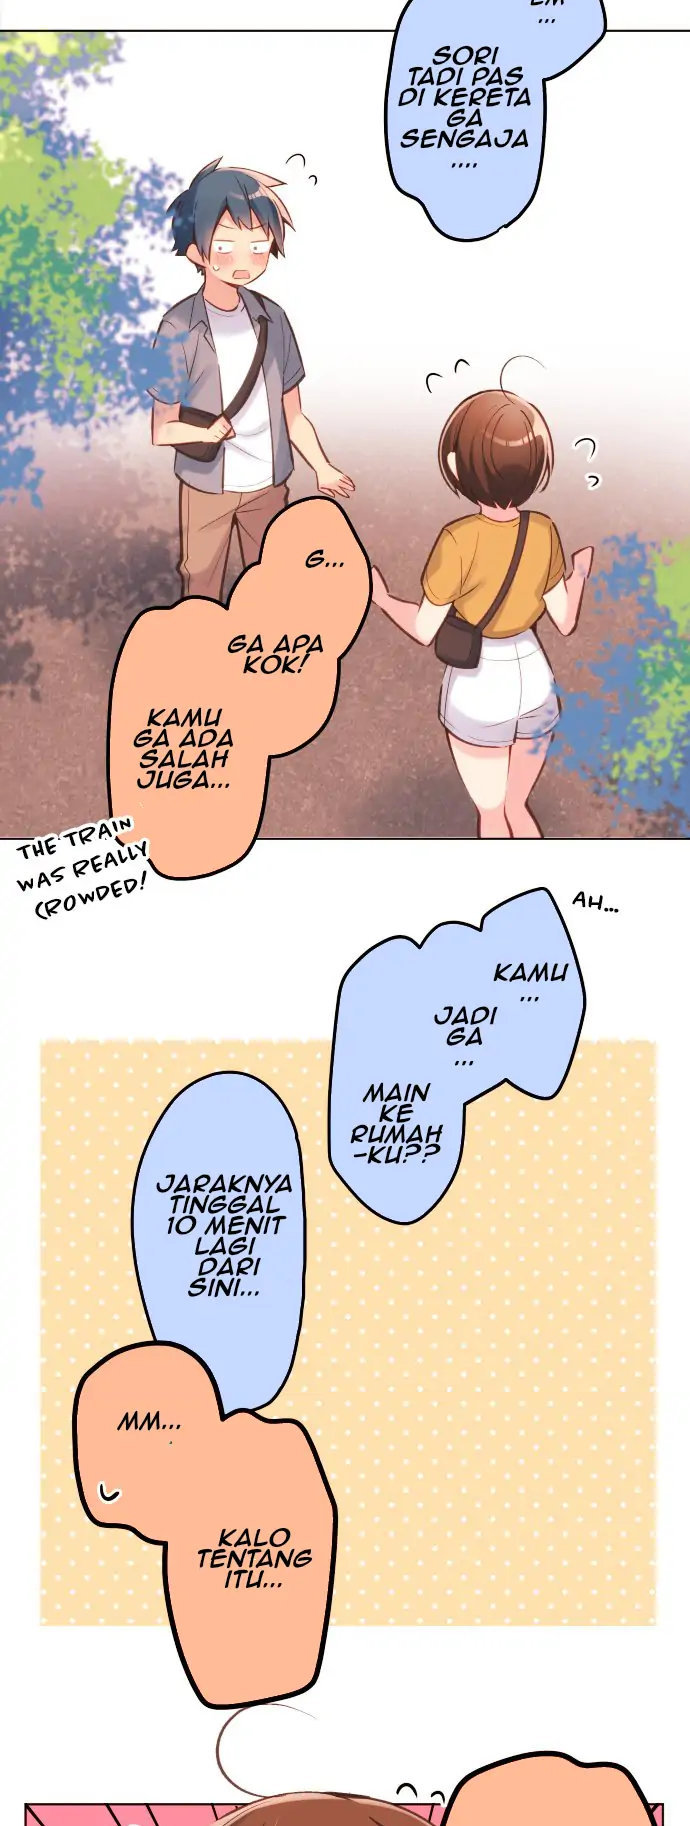 EM
...
SORI
TADI PAS
DI KERETA
GA
SENGAJA
....
G...
GA APA
KOK!
KAMU
GA ADA
SALAH
JUGA...
THE TRAIN
WAS REALLY
CROWDED!
AH...
KAMU
...
JADI
GA
...
MAIN
KE
RUMAH
-KU??
JARAKNYA
TINGGAL
10 MENIT
LAGI
DARI
SINI...
MM...
KALO
TENTANG
ITU...